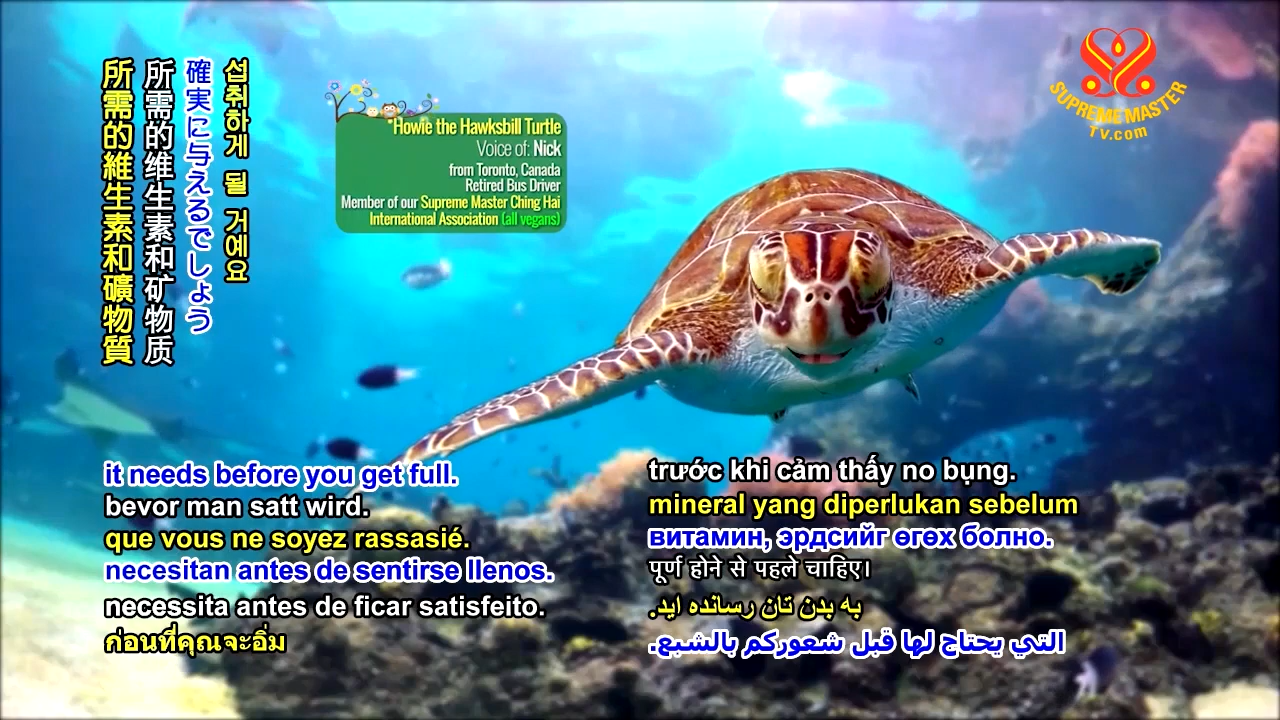 섭취하게 될 거예요
確実に与えるでしょう
所需的维生素和矿物质
所需的維生素和礦物質
"Howie the Hawksbill Turtle
Voice of: Nick
from Toronto, Canada
Retired Bus Driver
Member of our Supreme Master Ching Hai
International Association (all vegans)
SUPREME MASTER
TV.com
it needs before you get full.
bevor man satt wird.
que vous ne soyez rassasié.
necesitan antes de sentirse llenos.
necessita antes de ficar satisfeito.
ก่อนที่คุณจะอิ่ม
trước khi cảm thấy no bụng.
mineral yang diperlukan sebelum
витамин, эрдсийг өгөх болно.
पूर्ण होने से पहले चाहिए।
به بدن تان رسانده اید.
التي يحتاج لها قبل شعوركم بالشبع.